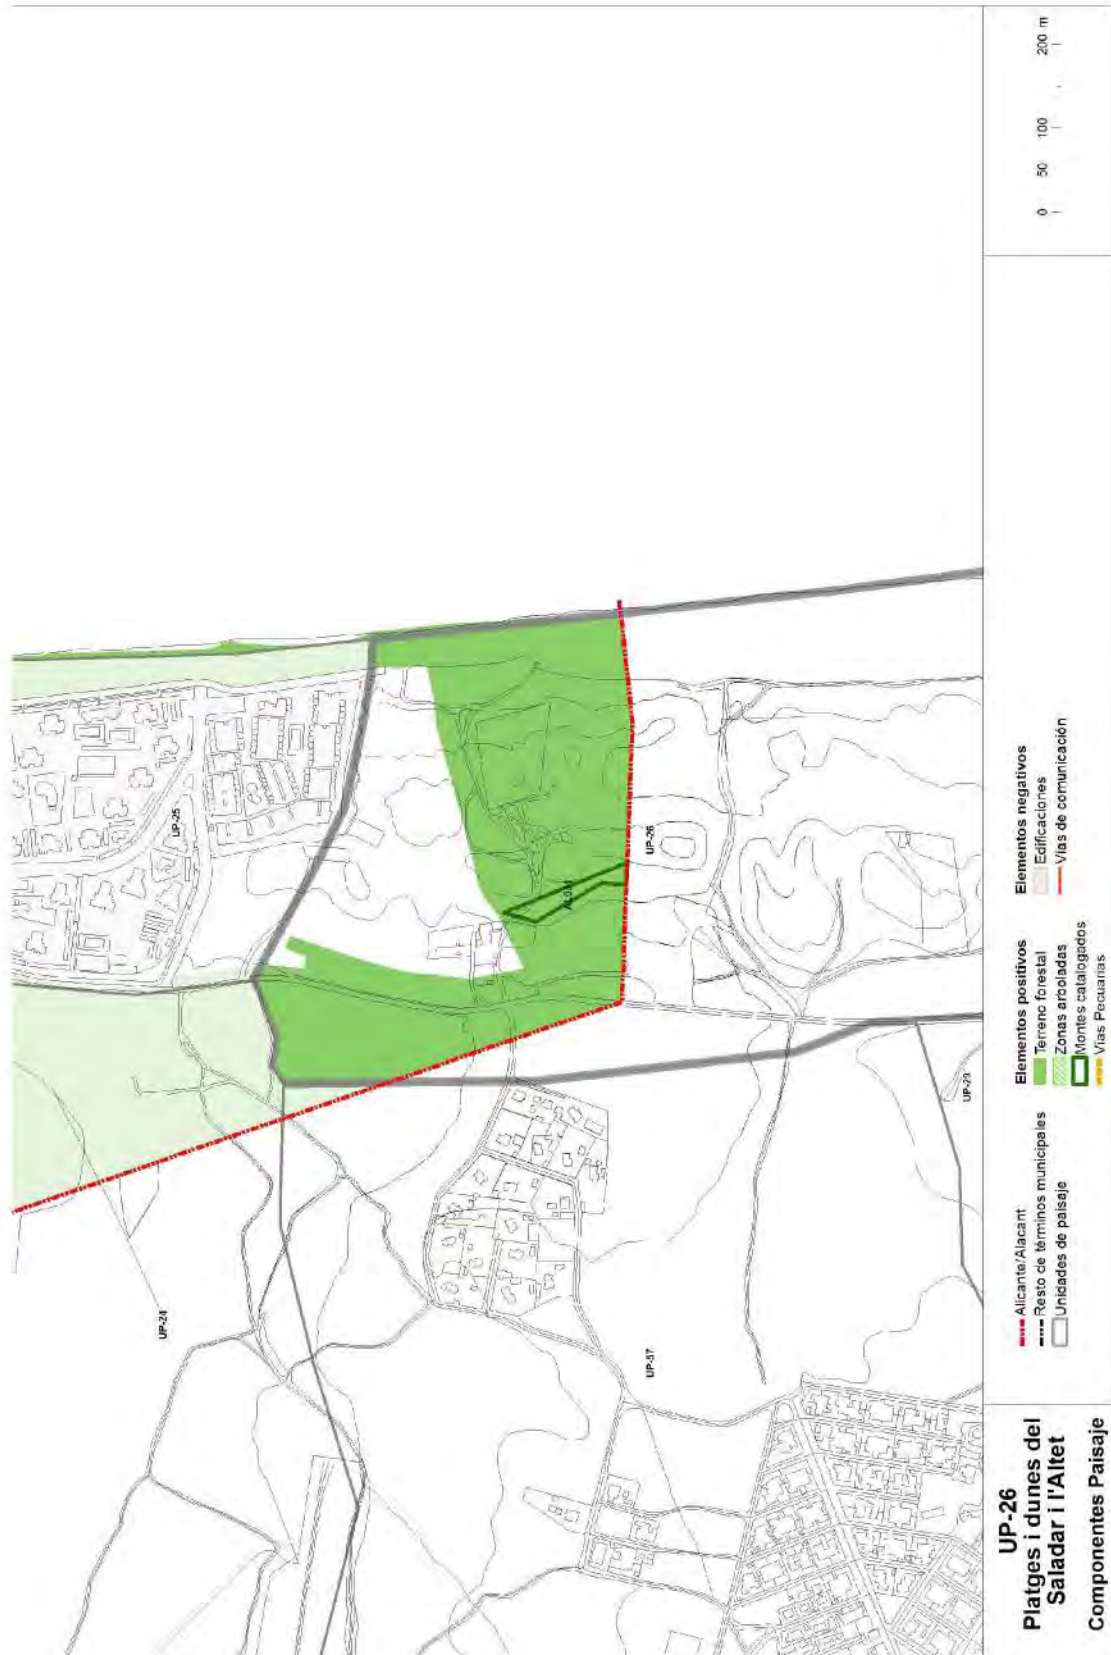 UP-25
UP-26
UP-24
UP-57
UP-29
UP-26
Platges i dunes del
Saladar i l'Altet
Componentes Paisaje
Alicante/Alacant
Resto de términos municipales
Unidades de paisaje
Elementos positivos
Terreno forestal
Zonas arboladas
Montes catalogados
Vías Pecuarias
Elementos negativos
Edificaciones
Vías de comunicación
0 50 100 200 m